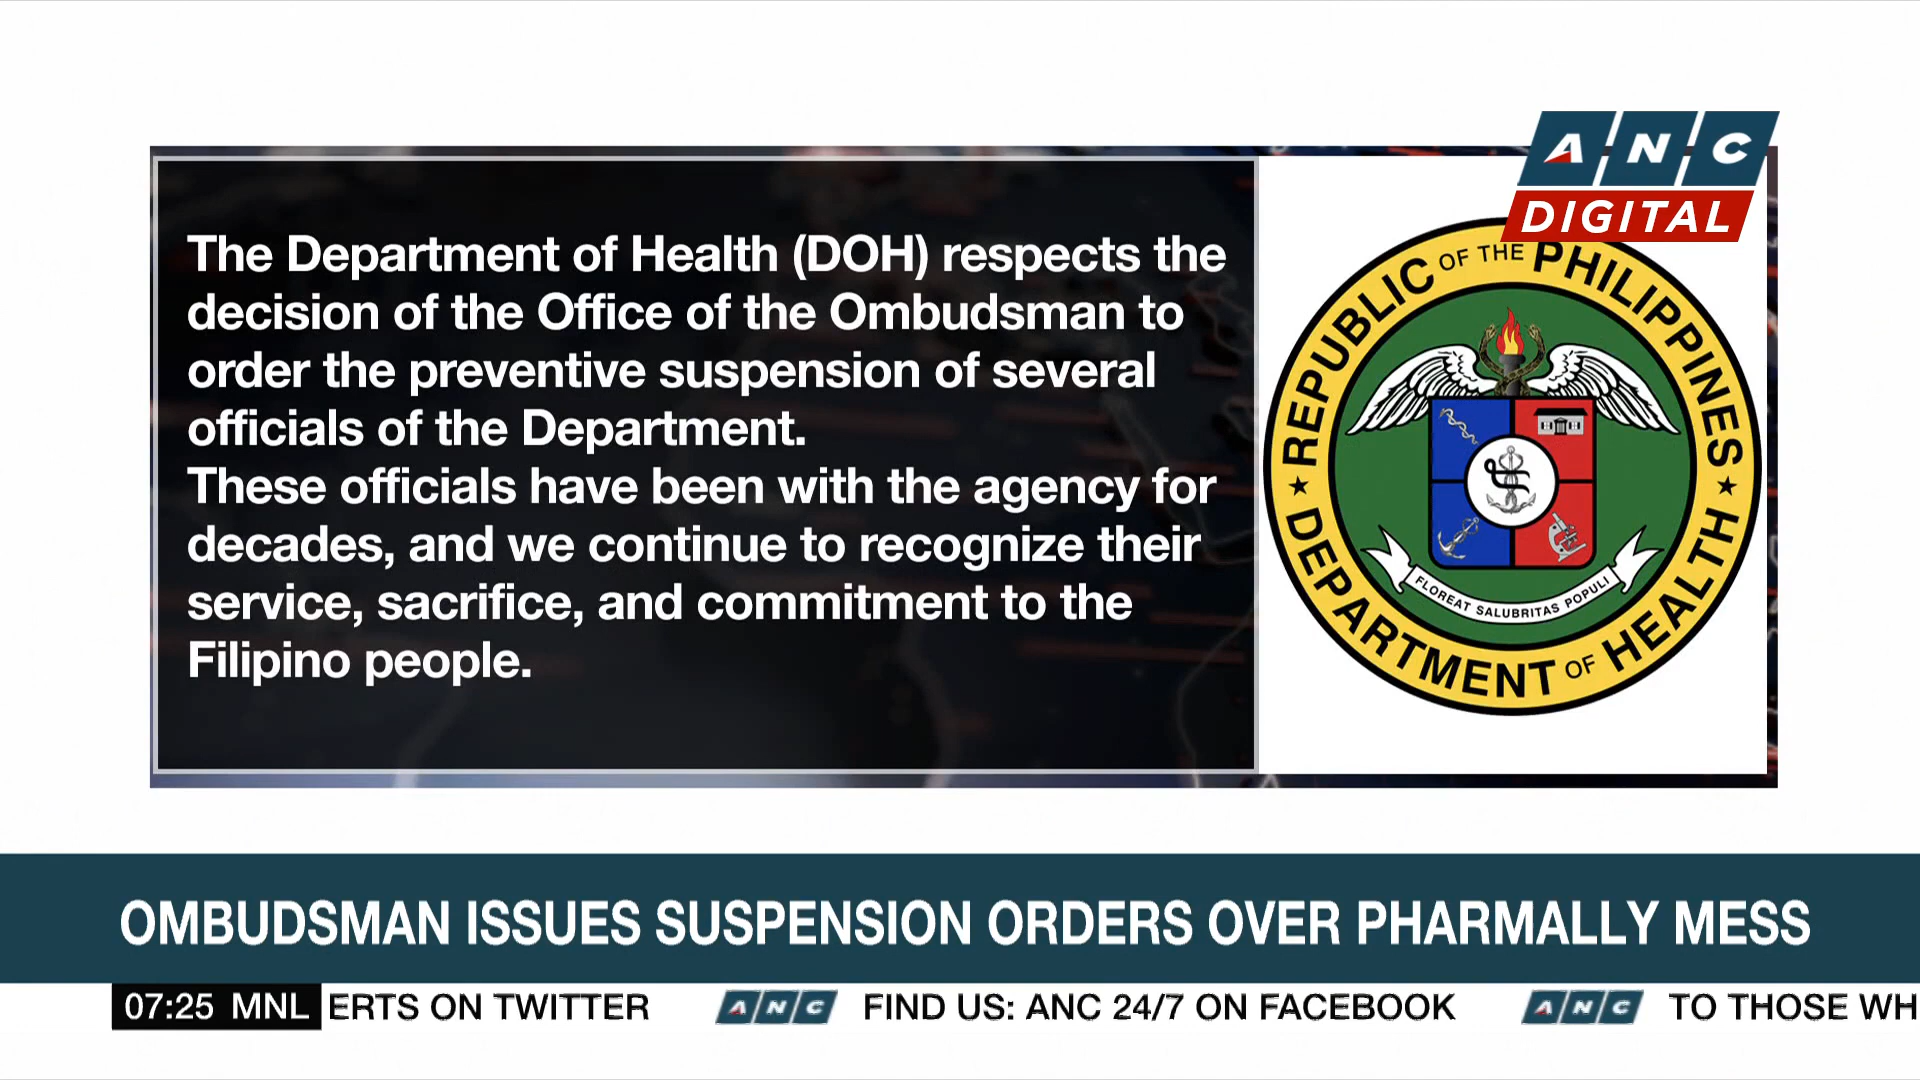 ANC
DIGITAL
The Department of Health (DOH) respects the
decision of the Office of the Ombudsman to
order the preventive suspension of several
officials of the Department.
These officials have been with the agency for
decades, and we continue to recognize their
service, sacrifice, and commitment to the
Filipino people.
REPUBLIC OF THE PHILIPPINES
FLOREAT SALUBRITAS POPULI
DEPARTMENT OF HEALTH
OMBUDSMAN ISSUES SUSPENSION ORDERS OVER PHARMALLY MESS
07:25 MNL ERTS ON TWITTER ANC FIND US: ANC 24/7 ON FACEBOOK ANC TO THOSE WH